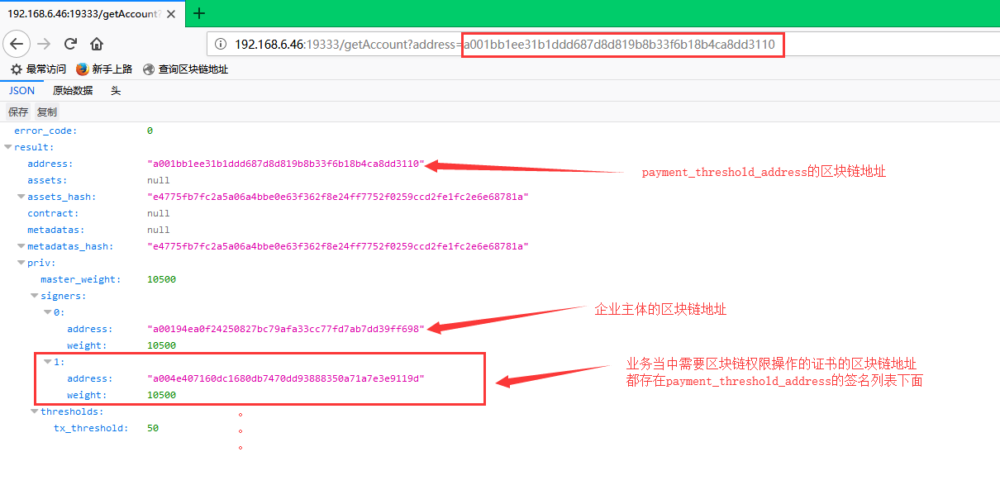 192.168.6.46:19333/getAccount?
192.168.6.46:19333/getAccount?address=a001bb1ee31b1ddd687d8d819b8b33f6b18b4ca8dd3110
最常访问 新手上路 查询区块链地址
JSON 原始数据 头
保存 复制
error_code: 0
result:
address: "a001bb1ee31b1ddd687d8d819b8b33f6b18b4ca8dd3110"
payment_threshold_address的区块链地址
assets: null
assets_hash: "e4775fb7fc2a5a06a4bbe0e63f362f8e24ff7752f0259ccd2fe1fc2e6e68781a"
contract: null
metadatas: null
metadatas_hash: "e4775fb7fc2a5a06a4bbe0e63f362f8e24ff7752f0259ccd2fe1fc2e6e68781a"
priv:
master_weight: 10500
signers:
0:
企业主体的区块链地址
address: "a00194ea0f24250827bc79afa33cc77fd7ab7dd39ff698"
weight: 10500
1:
业务当中需要区块链权限操作的证书的区块链地址
都存在payment_threshold_address的签名列表下面
address: "a004e407160dc1680db7470dd93888350a71a7e3e9119d"
weight: 10500
thresholds:
。
tx_threshold: 50
。
。